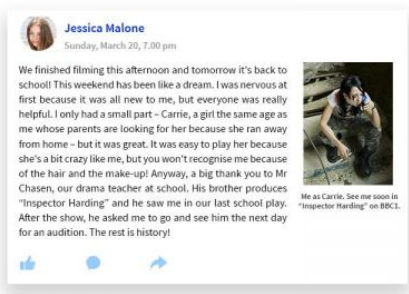 Jessica Malone
Sunday, March 20, 7.00 pm
We finished filming this afternoon and tomorrow it's back to
school! This weekend has been like a dream. I was nervous at
first because it was all new to me, but everyone was really
helpful. I only had a small part – Carrie, a girl the same age as
me whose parents are looking for her because she ran away
from home – but it was great. It was easy to play her because
she's a bit crazy like me, but you won't recognise me because
of the hair and the make-up! Anyway, a big thank you to Mr
Chasen, our drama teacher at school. His brother produces
"Inspector Harding" and he saw me in our last school play.
After the show, he asked me to go and see him the next day
for an audition. The rest is history!
Me as Carrie. See me soon in
"Inspector Harding" on BBC1.